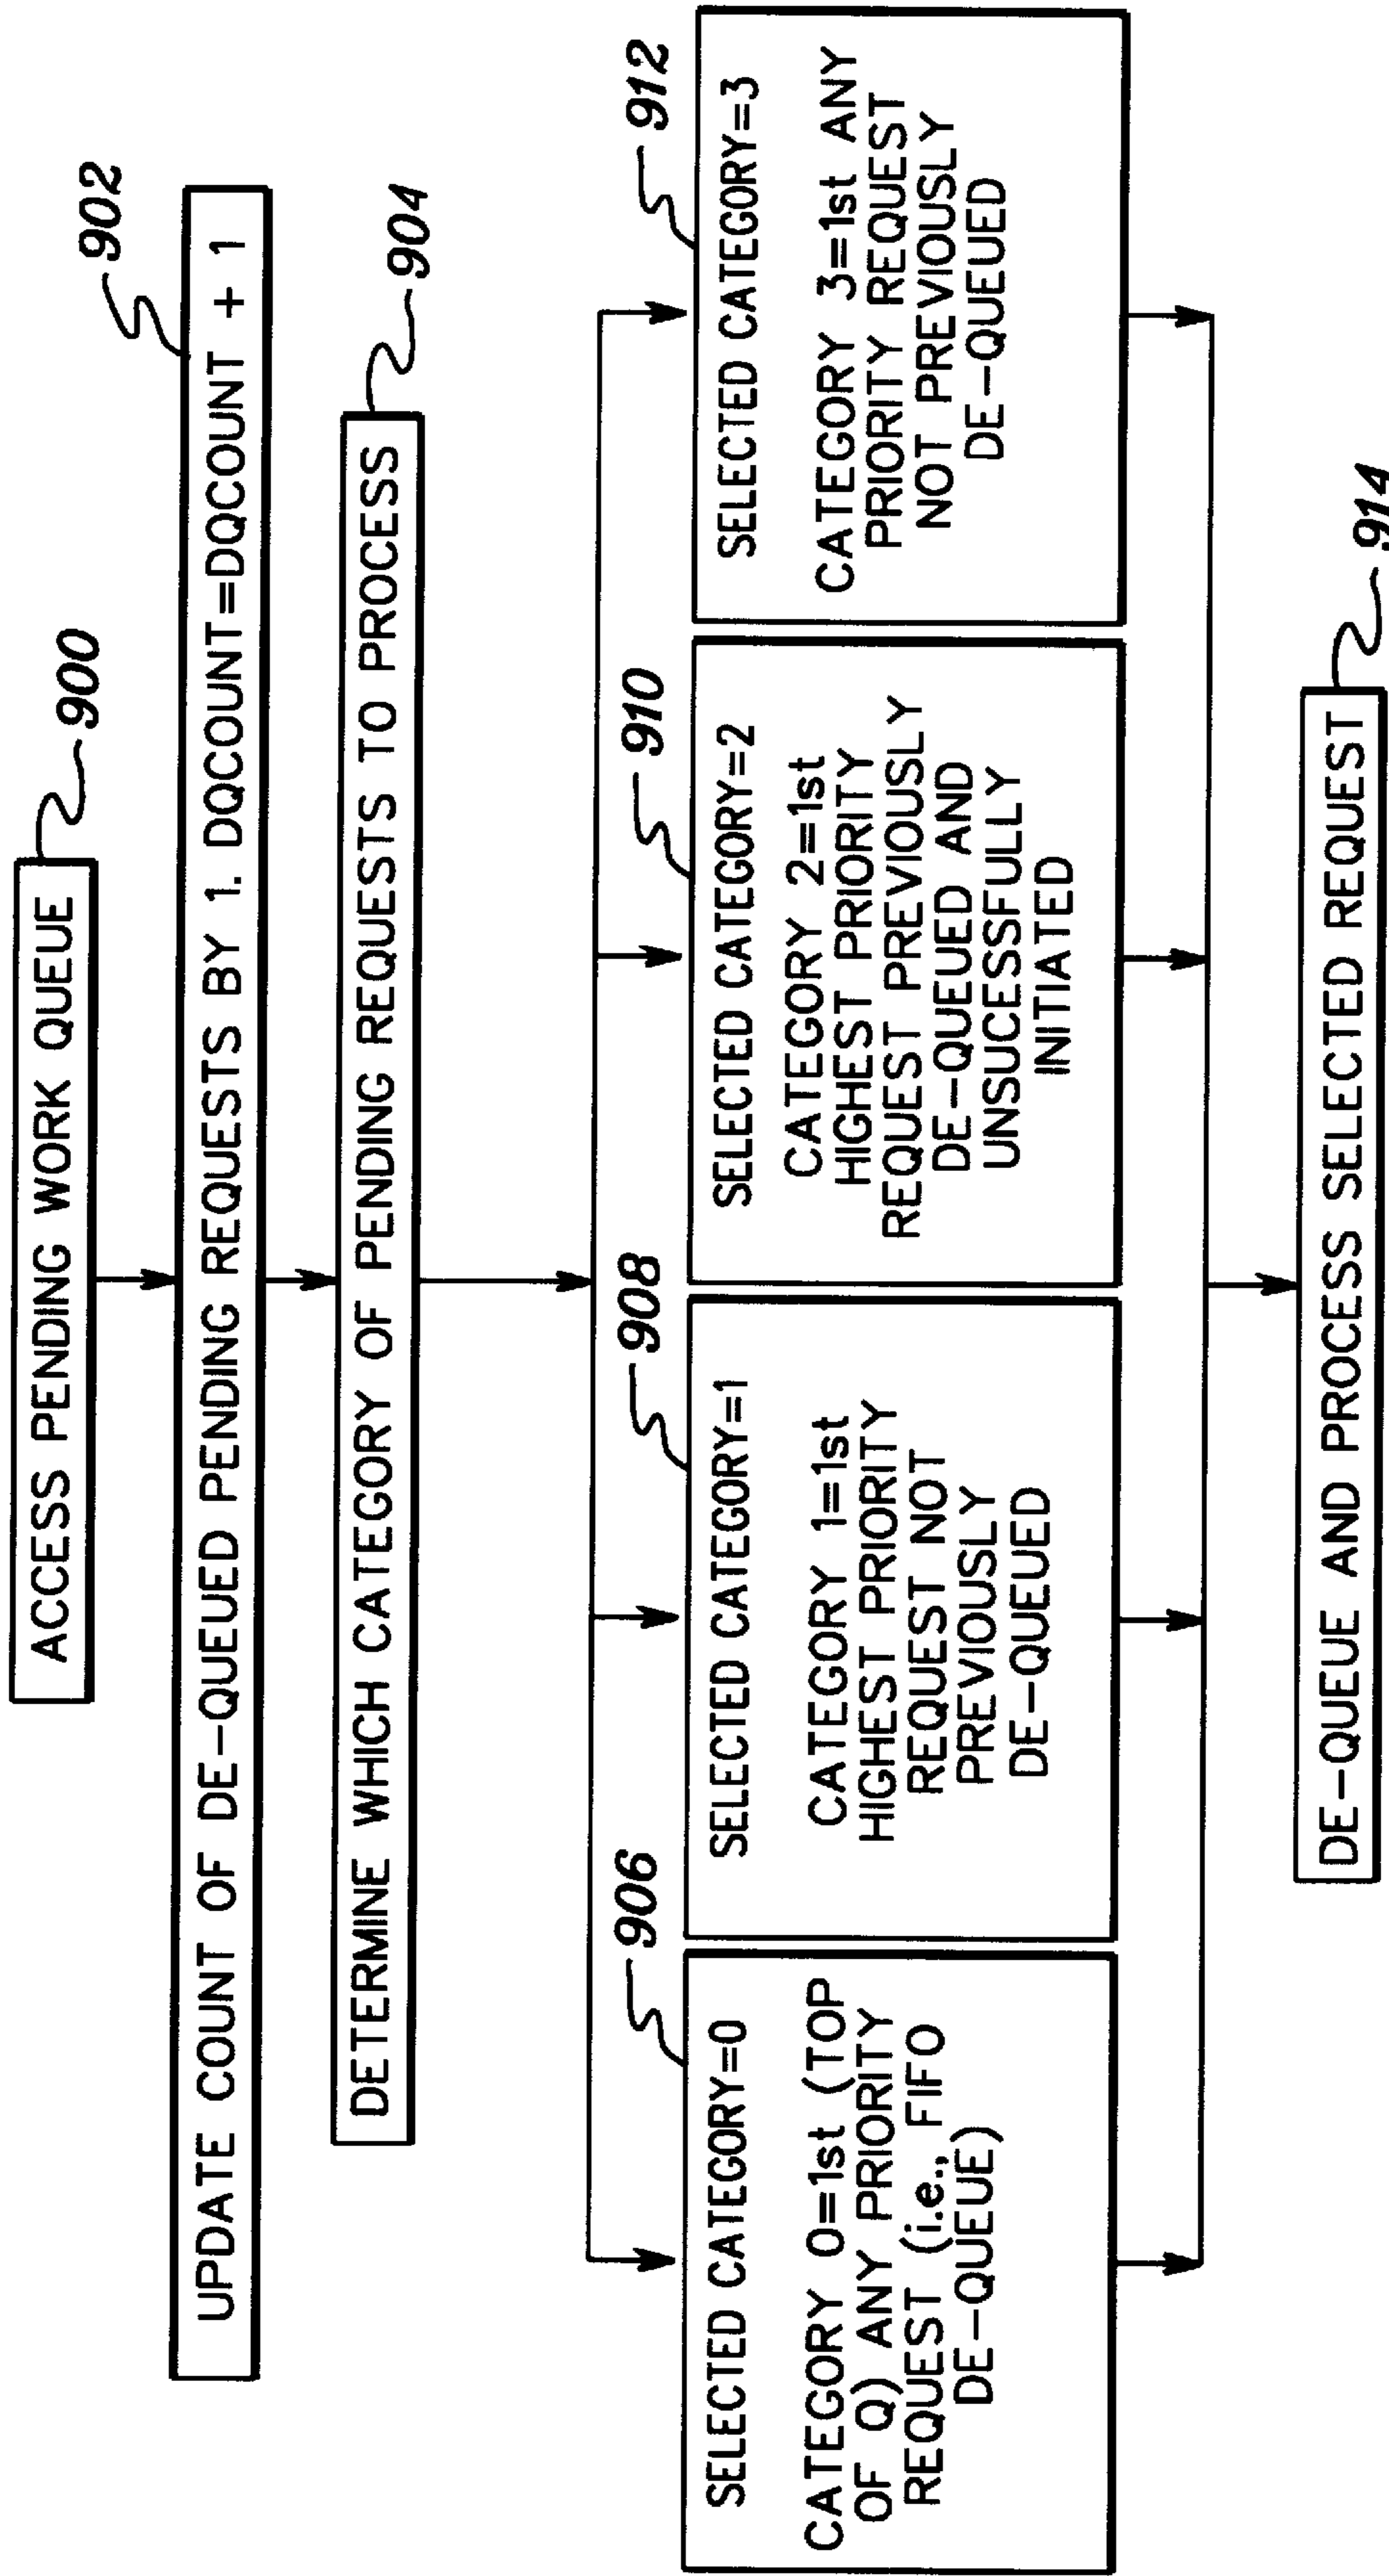 ACCESS PENDING WORK QUEUE
900
UPDATE COUNT OF DE-QUEUED PENDING REQUESTS BY 1. DQCOUNT=DQCOUNT + 1
902
DETERMINE WHICH CATEGORY OF PENDING REQUESTS TO PROCESS
904
906
SELECTED CATEGORY=0
CATEGORY 0=1st (TOP
OF Q) ANY PRIORITY
REQUEST (i.e., FIFO
DE-QUEUE)
908
SELECTED CATEGORY=1
CATEGORY 1=1st
HIGHEST PRIORITY
REQUEST NOT
PREVIOUSLY
DE-QUEUED
910
SELECTED CATEGORY=2
CATEGORY 2=1st
HIGHEST PRIORITY
REQUEST PREVIOUSLY
DE-QUEUED AND
UNSUCESSFULLY
INITIATED
912
SELECTED CATEGORY=3
CATEGORY 3=1st ANY
PRIORITY REQUEST
NOT PREVIOUSLY
DE-QUEUED
DE-QUEUE AND PROCESS SELECTED REQUEST
914